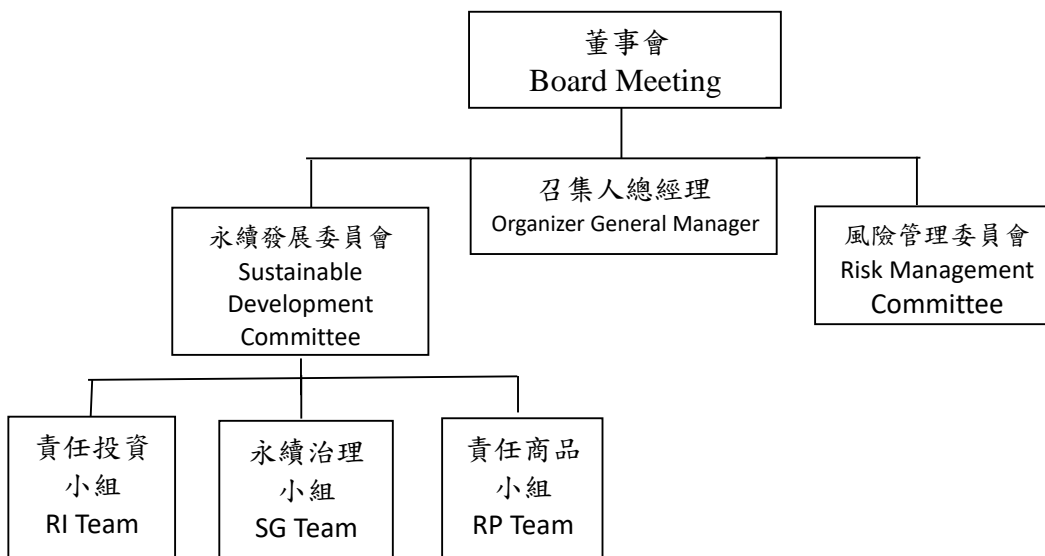 董事會
Board Meeting
召集人總經理
Organizer General Manager
永續發展委員會
Sustainable
Development
Committee
風險管理委員會
Risk Management
Committee
責任投資
小組
RI Team
永續治理
小組
SG Team
責任商品
小組
RP Team